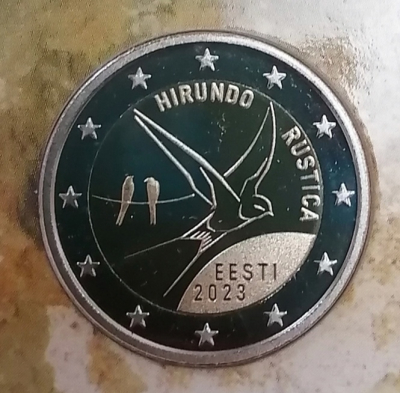 HIRUNDO
RUSTICA
EESTI
2023